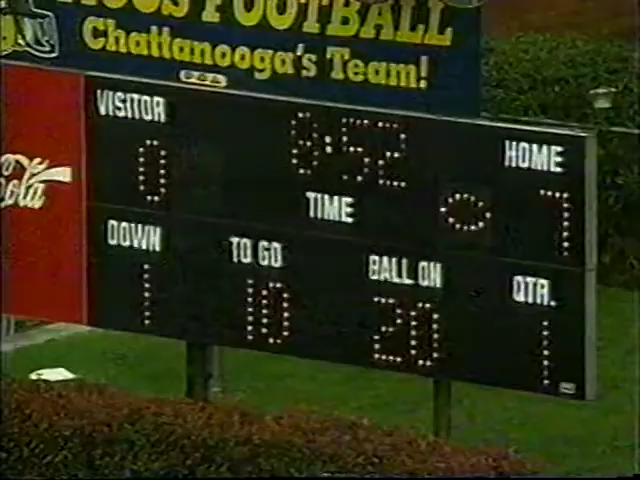 FOOTBALL
Chattanooga's Team!
VISITOR
0
8:52
TIME
HOME
7
DOWN
1
TO GO
10
BALL ON
20
QTR.
1